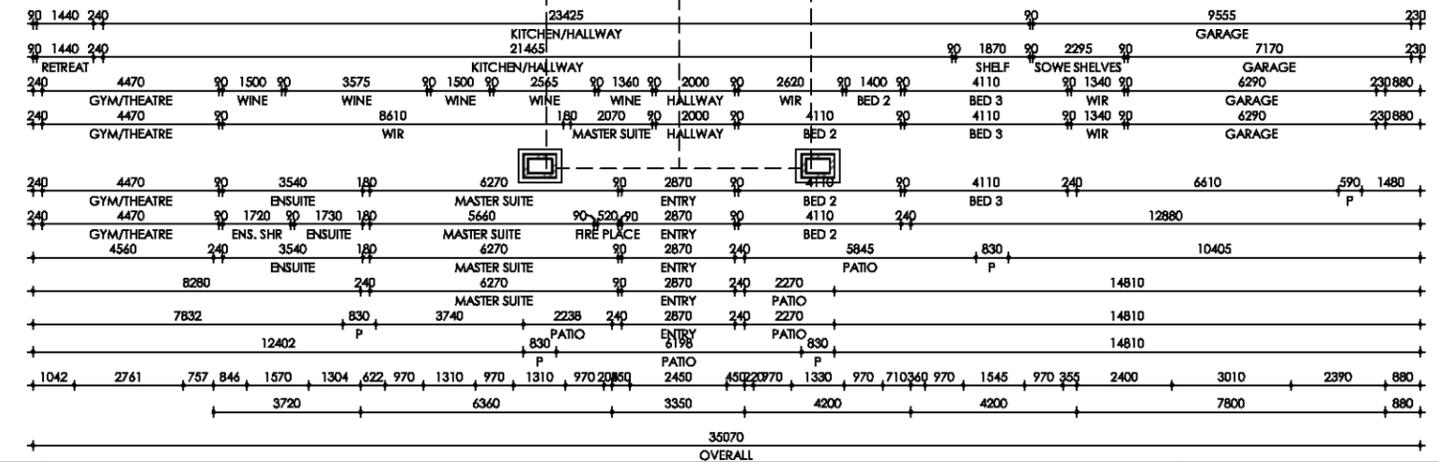 90 1440 240 23425 90 9555 230
KITCHEN/HALLWAY GARAGE
90 1440 240 21465 90 1870 90 2295 90 7170 230
RETREAT KITCHEN/HALLWAY SHELF SOWE SHELVES GARAGE
240 4470 90 1500 90 3575 90 1500 90 2565 90 1360 90 2000 90 2620 90 1400 90 4110 90 1340 90 6290 230 880
GYM/THEATRE WINE WINE WINE WINE WINE HALLWAY WIR BED 2 BED 3 WIR GARAGE
240 4470 90 8610 180 2070 90 2000 90 4110 90 4110 90 1340 90 6290 230 880
GYM/THEATRE WIR MASTER SUITE HALLWAY BED 2 BED 3 WIR GARAGE
240 4470 90 3540 180 6270 90 2870 90 4110 90 4110 240 6610 590 1480
GYM/THEATRE ENSUITE MASTER SUITE ENTRY BED 2 BED 3 P
240 4470 90 1720 90 1730 180 5660 90 520 90 2870 90 4110 240 12880
GYM/THEATRE ENS. SHR ENSUITE MASTER SUITE FIRE PLACE ENTRY BED 2
4560 240 3540 180 6270 90 2870 240 5845 830 10405
ENSUITE MASTER SUITE ENTRY PATIO P
8280 240 6270 90 2870 240 2270 14810
MASTER SUITE ENTRY PATIO
7832 830 3740 2238 240 2870 240 2270 14810
P PATIO ENTRY PATIO
12402 830 6198 830 14810
P PATIO P
1042 2761 757 846 1570 1304 622 970 1310 970 1310 970 2450 450 970 1330 970 710 360 970 1545 970 355 2400 3010 2390 880
3720 6360 3350 4200 4200 7800 880
35070
OVERALL